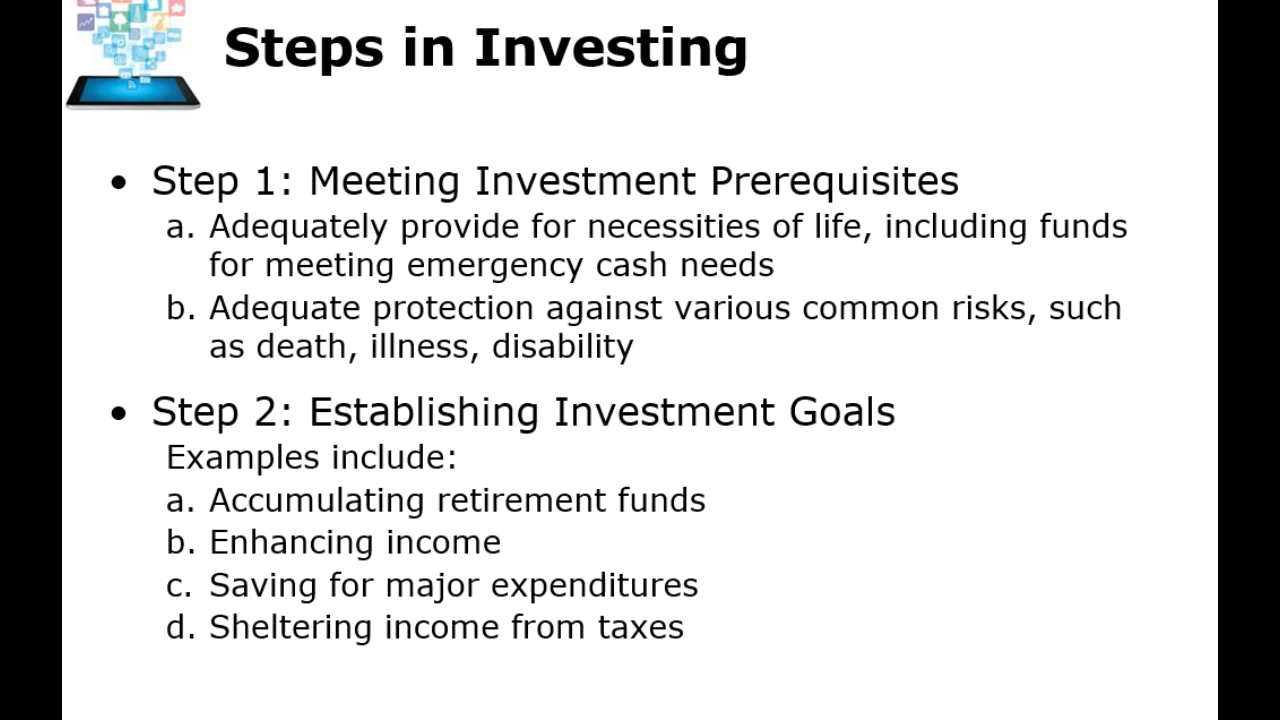 Steps in Investing
• Step 1: Meeting Investment Prerequisites
a. Adequately provide for necessities of life, including funds
for meeting emergency cash needs
b. Adequate protection against various common risks, such
as death, illness, disability
• Step 2: Establishing Investment Goals
Examples include:
a. Accumulating retirement funds
b. Enhancing income
c. Saving for major expenditures
d. Sheltering income from taxes